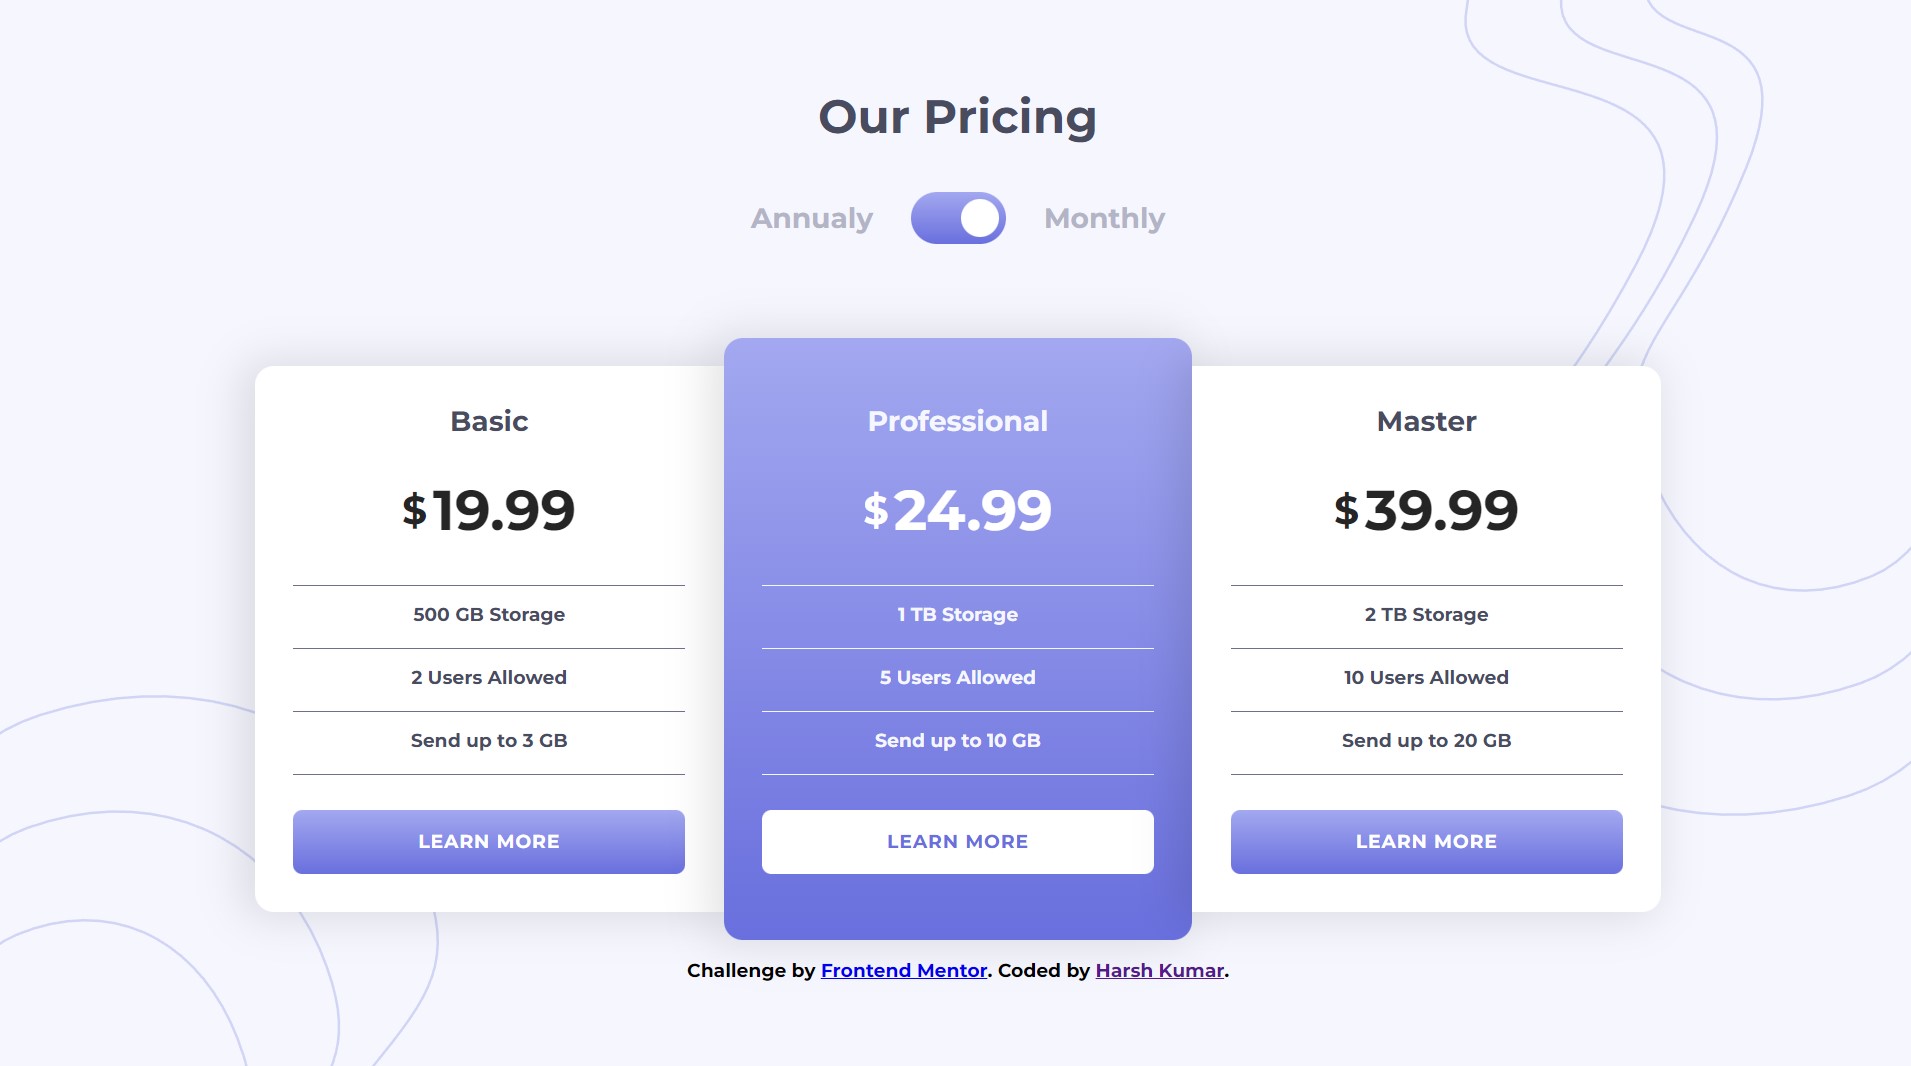 Our Pricing
Annualy
Monthly
Basic
$19.99
500 GB Storage
2 Users Allowed
Send up to 3 GB
LEARN MORE
Professional
$24.99
1 TB Storage
5 Users Allowed
Send up to 10 GB
LEARN MORE
Master
$39.99
2 TB Storage
10 Users Allowed
Send up to 20 GB
LEARN MORE
Challenge by Frontend Mentor. Coded by Harsh Kumar.